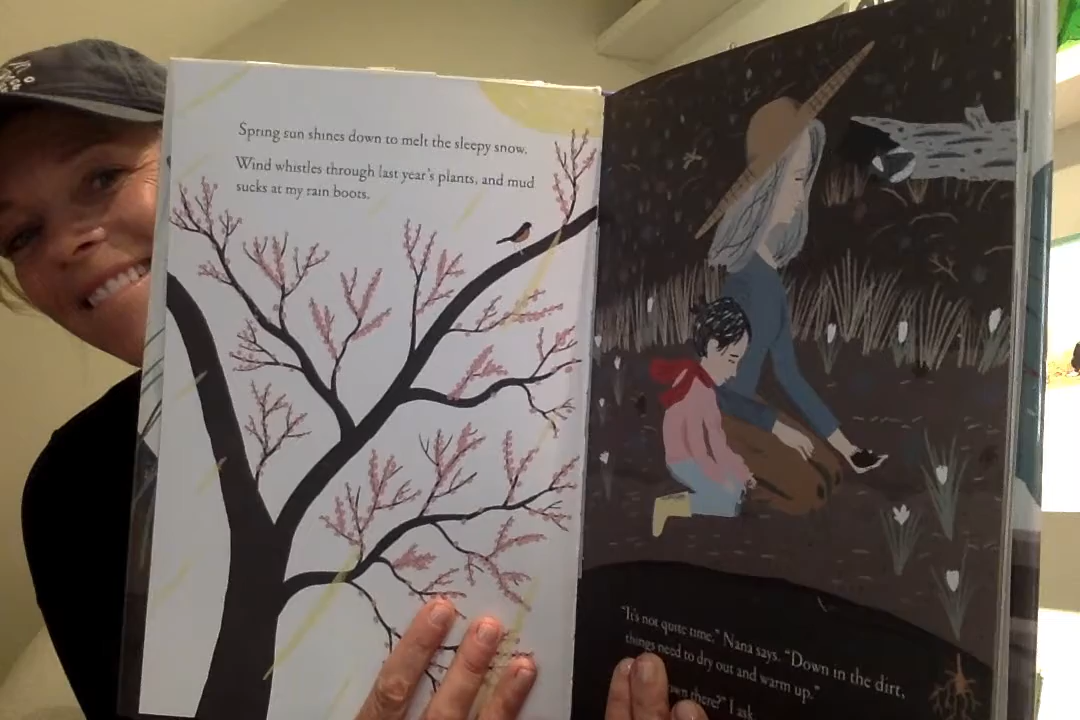 Spring sun shines down to melt the sleepy snow.
Wind whistles through last year's plants, and mud
sucks at my rain boots.
"It's not quite time," Nana says. "Down in the dirt,
things need to dry out and warm up."
there?" I ask.